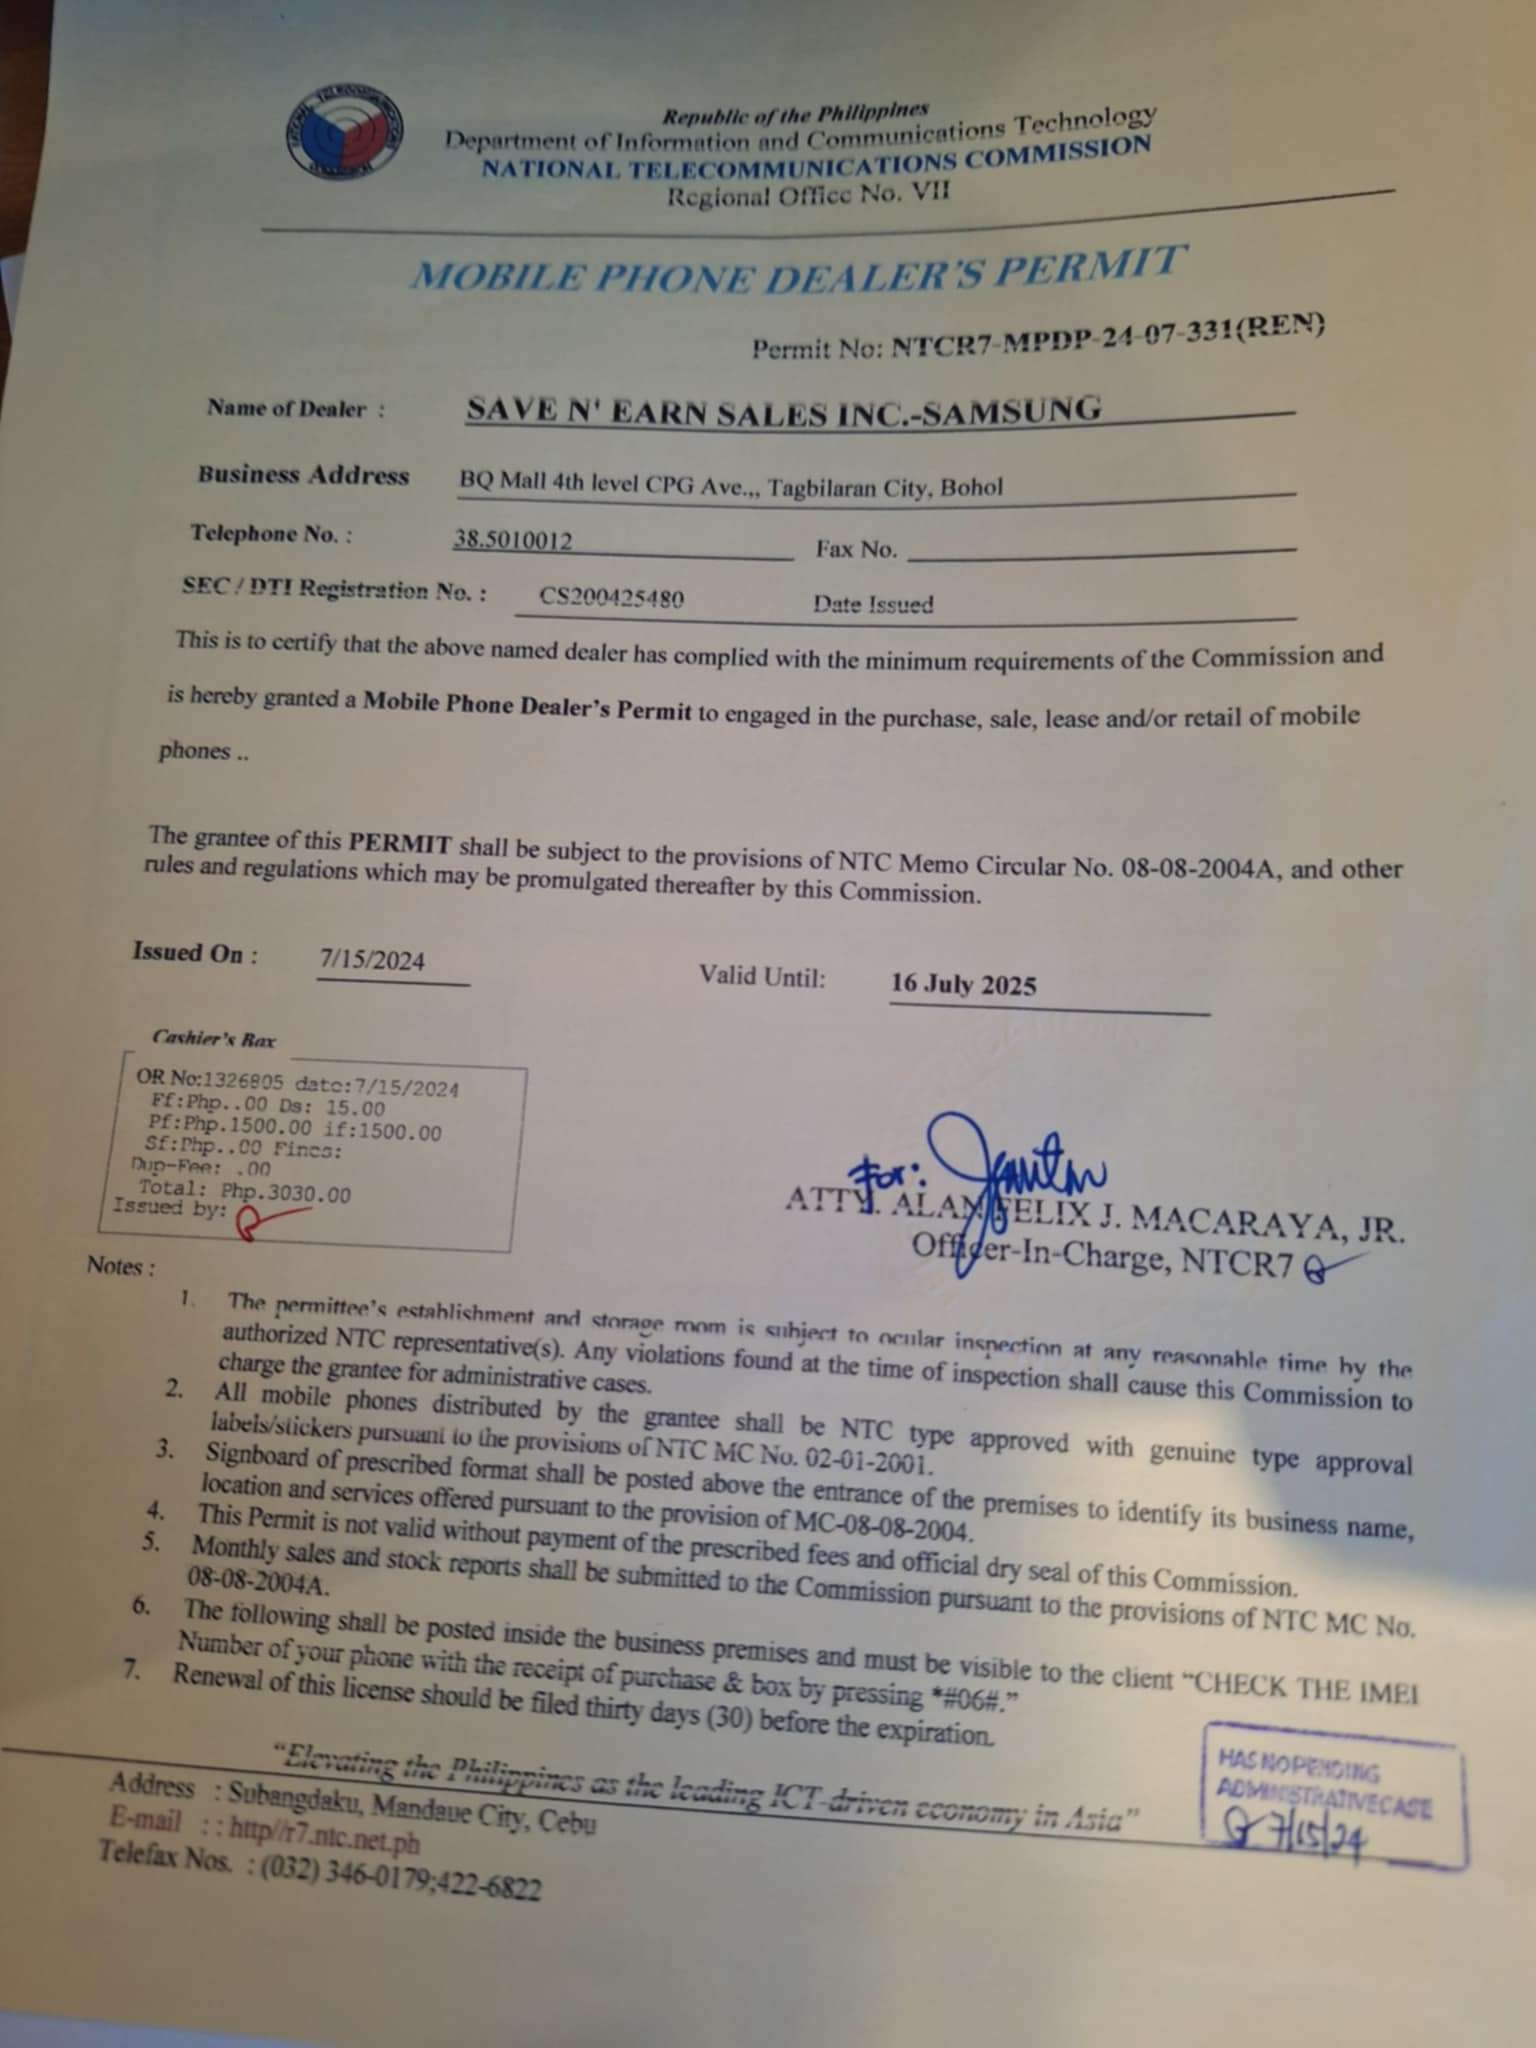 Republic of the Philippines
Department of Information and Communications Technology
NATIONAL TELECOMMUNICATIONS COMMISSION
Regional Office No. VII
MOBILE PHONE DEALER'S PERMIT
Permit No: NTCR7-MPDP-24-07-331(REN)
Name of Dealer : SAVE N' EARN SALES INC.-SAMSUNG
Business Address BQ Mall 4th level CPG Ave.,, Tagbilaran City, Bohol
Telephone No. : 38.5010012 Fax No.
SEC / DTI Registration No. : CS200425480 Date Issued
This is to certify that the above named dealer has complied with the minimum requirements of the Commission and
is hereby granted a Mobile Phone Dealer's Permit to engaged in the purchase, sale, lease and/or retail of mobile
phones ..
The grantee of this PERMIT shall be subject to the provisions of NTC Memo Circular No. 08-08-2004A, and other
rules and regulations which may be promulgated thereafter by this Commission.
Issued On : 7/15/2024 Valid Until: 16 July 2025
Cashier's Bax
OR No:1326805 date:7/15/2024
Ff:Php..00 Ds: 15.00
Pf:Php.1500.00 if:1500.00
Sf:Php..00 Fines:
Dup-Fee: .00
Total: Php.3030.00
Issued by:
For:
ATTY. ALAN FELIX J. MACARAYA, JR.
Officer-In-Charge, NTCR7
Notes :
1. The permittee's establishment and storage room is subject to ocular inspection at any reasonable time by the
authorized NTC representative(s). Any violations found at the time of inspection shall cause this Commission to
charge the grantee for administrative cases.
2. All mobile phones distributed by the grantee shall be NTC type approved with genuine type approval
labels/stickers pursuant to the provisions of NTC MC No. 02-01-2001.
3. Signboard of prescribed format shall be posted above the entrance of the premises to identify its business name,
location and services offered pursuant to the provision of MC-08-08-2004.
4. This Permit is not valid without payment of the prescribed fees and official dry seal of this Commission.
5. Monthly sales and stock reports shall be submitted to the Commission pursuant to the provisions of NTC MC No.
08-08-2004A.
6. The following shall be posted inside the business premises and must be visible to the client "CHECK THE IMEI
Number of your phone with the receipt of purchase & box by pressing *#06#."
7. Renewal of this license should be filed thirty days (30) before the expiration.
"Elevating the Philippines as the leading ICT-driven economy in Asia"
Address : Subangdaku, Mandaue City, Cebu
E-mail : : http//r7.ntc.net.ph
Telefax Nos. : (032) 346-0179;422-6822
HAS NO PENDING
ADMINISTRATIVE CASE
7/15/24